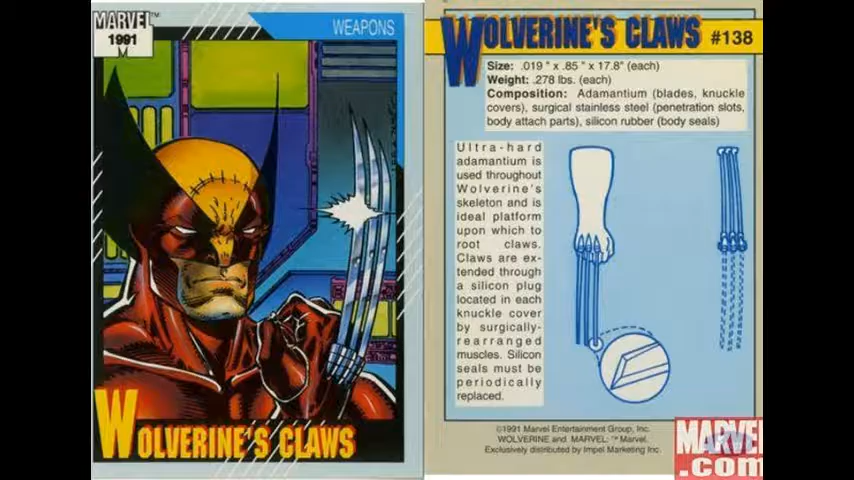 MARVEL™
1991
M
WEAPONS
WOLVERINE'S CLAWS
WOLVERINE'S CLAWS #138
Size: .019 " x .85 " x 17.8" (each)
Weight: .278 lbs. (each)
Composition: Adamantium (blades, knuckle
covers), surgical stainless steel (penetration slots,
body attach parts), silicon rubber (body seals)
Ultra-hard
adamantium is
used throughout
Wolverine's
skeleton and is
ideal platform
upon which to
root claws.
Claws are ex-
tended through
a silicon plug
located in each
knuckle cover
by surgically-
rearranged
muscles. Silicon
seals must be
periodically
replaced.
©1991 Marvel Entertainment Group, Inc.
WOLVERINE and MARVEL: ™ Marvel.
Exclusively distributed by Impel Marketing Inc.
MARVEL
.com